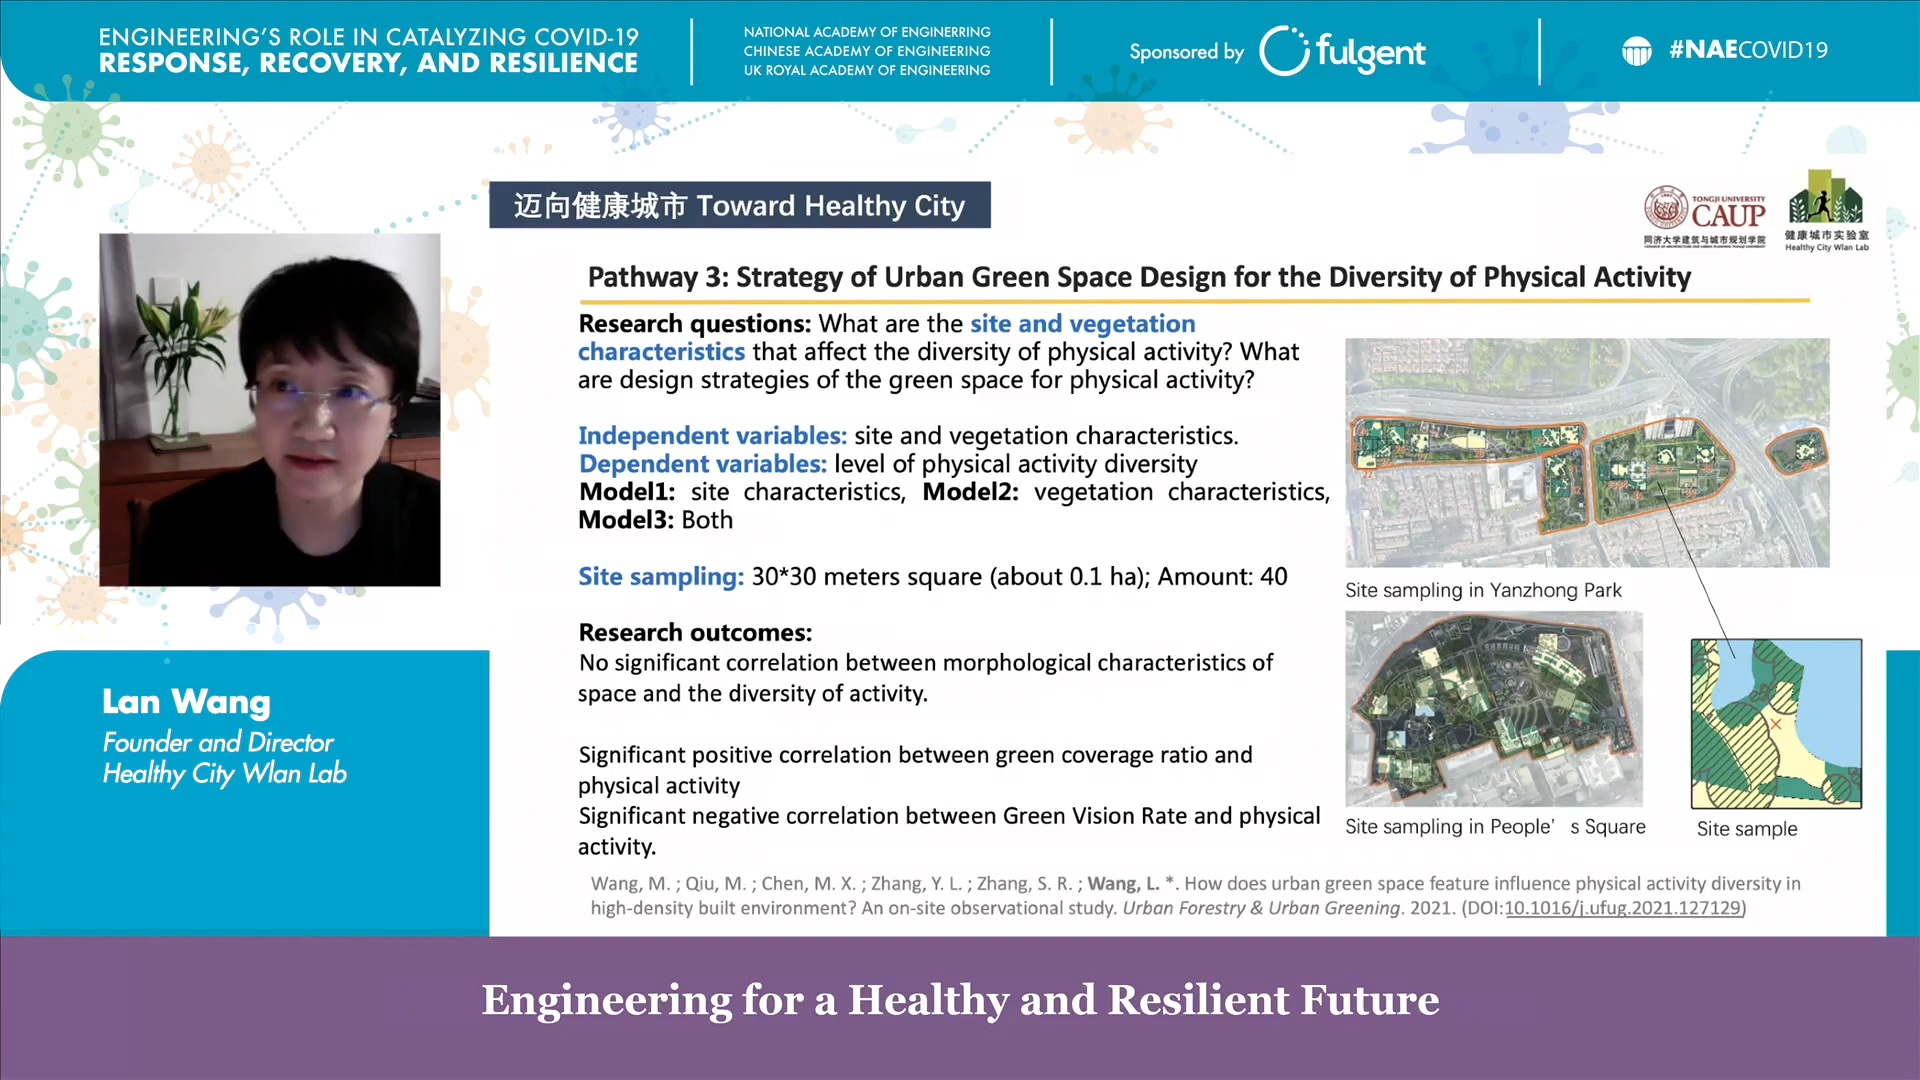 ENGINEERING'S ROLE IN CATALYZING COVID-19
RESPONSE, RECOVERY, AND RESILIENCE
NATIONAL ACADEMY OF ENGINERRING
CHINESE ACADEMY OF ENGINEERING
UK ROYAL ACADEMY OF ENGINEERING
Sponsored by fulgent
#NAECOVID19
迈向健康城市 Toward Healthy City
TONGJI UNIVERSITY
CAUP
同济大学建筑与城市规划学院
健康城市实验室
Healthy City Wlan Lab
Pathway 3: Strategy of Urban Green Space Design for the Diversity of Physical Activity
Research questions: What are the site and vegetation
characteristics that affect the diversity of physical activity? What
are design strategies of the green space for physical activity?
Independent variables: site and vegetation characteristics.
Dependent variables: level of physical activity diversity
Model1: site characteristics, Model2: vegetation characteristics,
Model3: Both
Site sampling: 30*30 meters square (about 0.1 ha); Amount: 40
Research outcomes:
No significant correlation between morphological characteristics of
space and the diversity of activity.
Significant positive correlation between green coverage ratio and
physical activity
Significant negative correlation between Green Vision Rate and physical
activity.
Site sampling in Yanzhong Park
Site sampling in People' s Square
Site sample
Wang, M. ; Qiu, M. ; Chen, M. X. ; Zhang, Y. L. ; Zhang, S. R. ; Wang, L. *. How does urban green space feature influence physical activity diversity in
high-density built environment? An on-site observational study. Urban Forestry & Urban Greening. 2021. (DOI:10.1016/j.ufug.2021.127129)
Lan Wang
Founder and Director
Healthy City Wlan Lab
Engineering for a Healthy and Resilient Future